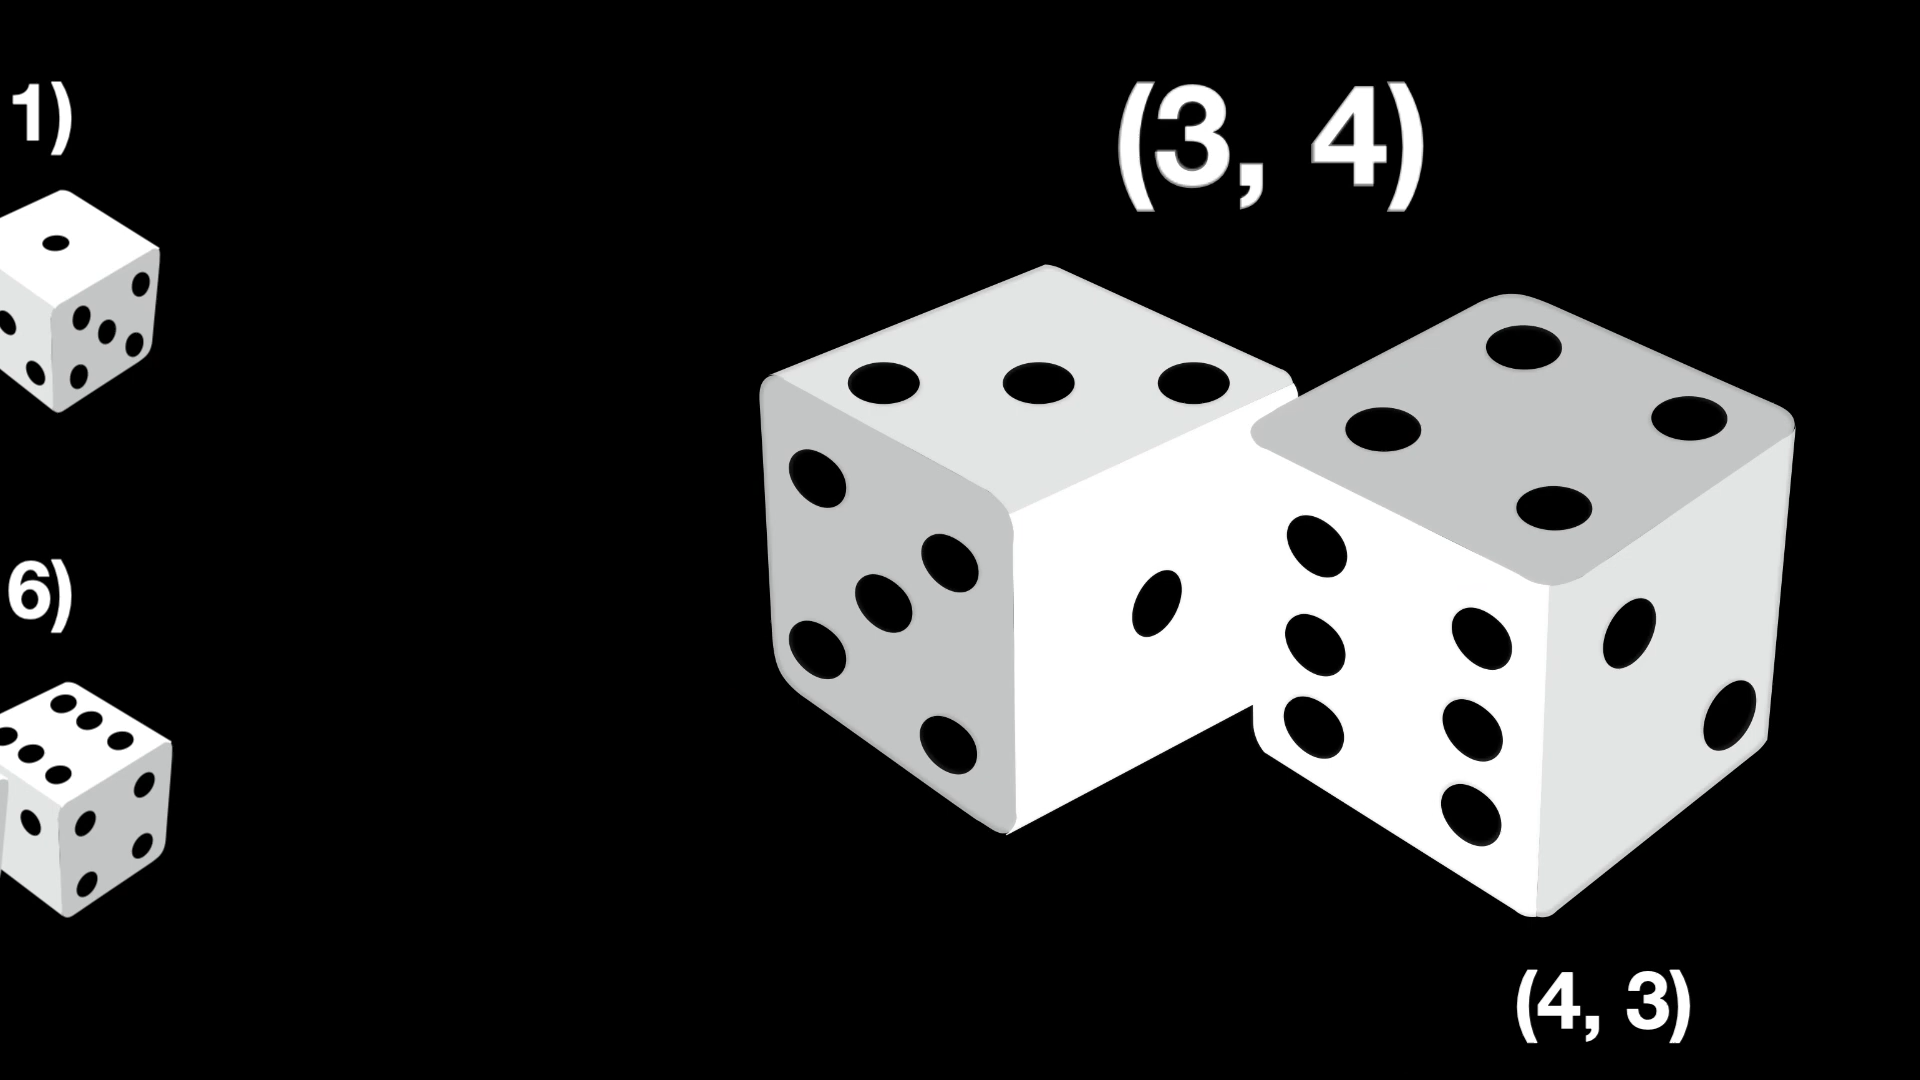 1)
(3, 4)
6)
(4, 3)